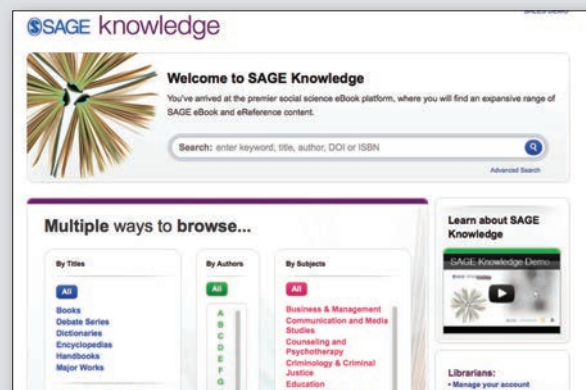 SALES DEMO
SSAGE knowledge
Welcome to SAGE Knowledge
You've arrived at the premier social science eBook platform, where you will find an expansive range of
SAGE eBook and eReference content.
Search: enter keyword, title, author, DOI or ISBN
Advanced Search
Multiple ways to browse...
By Titles
All
Books
Debate Series
Dictionaries
Encyclopedias
Handbooks
Major Works
By Authors
All
A
B
C
D
E
F
G
By Subjects
All
Business & Management
Communication and Media
Studies
Counseling and
Psychotherapy
Criminology & Criminal
Justice
Education
Learn about SAGE
Knowledge
SAGE Knowledge Demo
Librarians:
• Manage your account